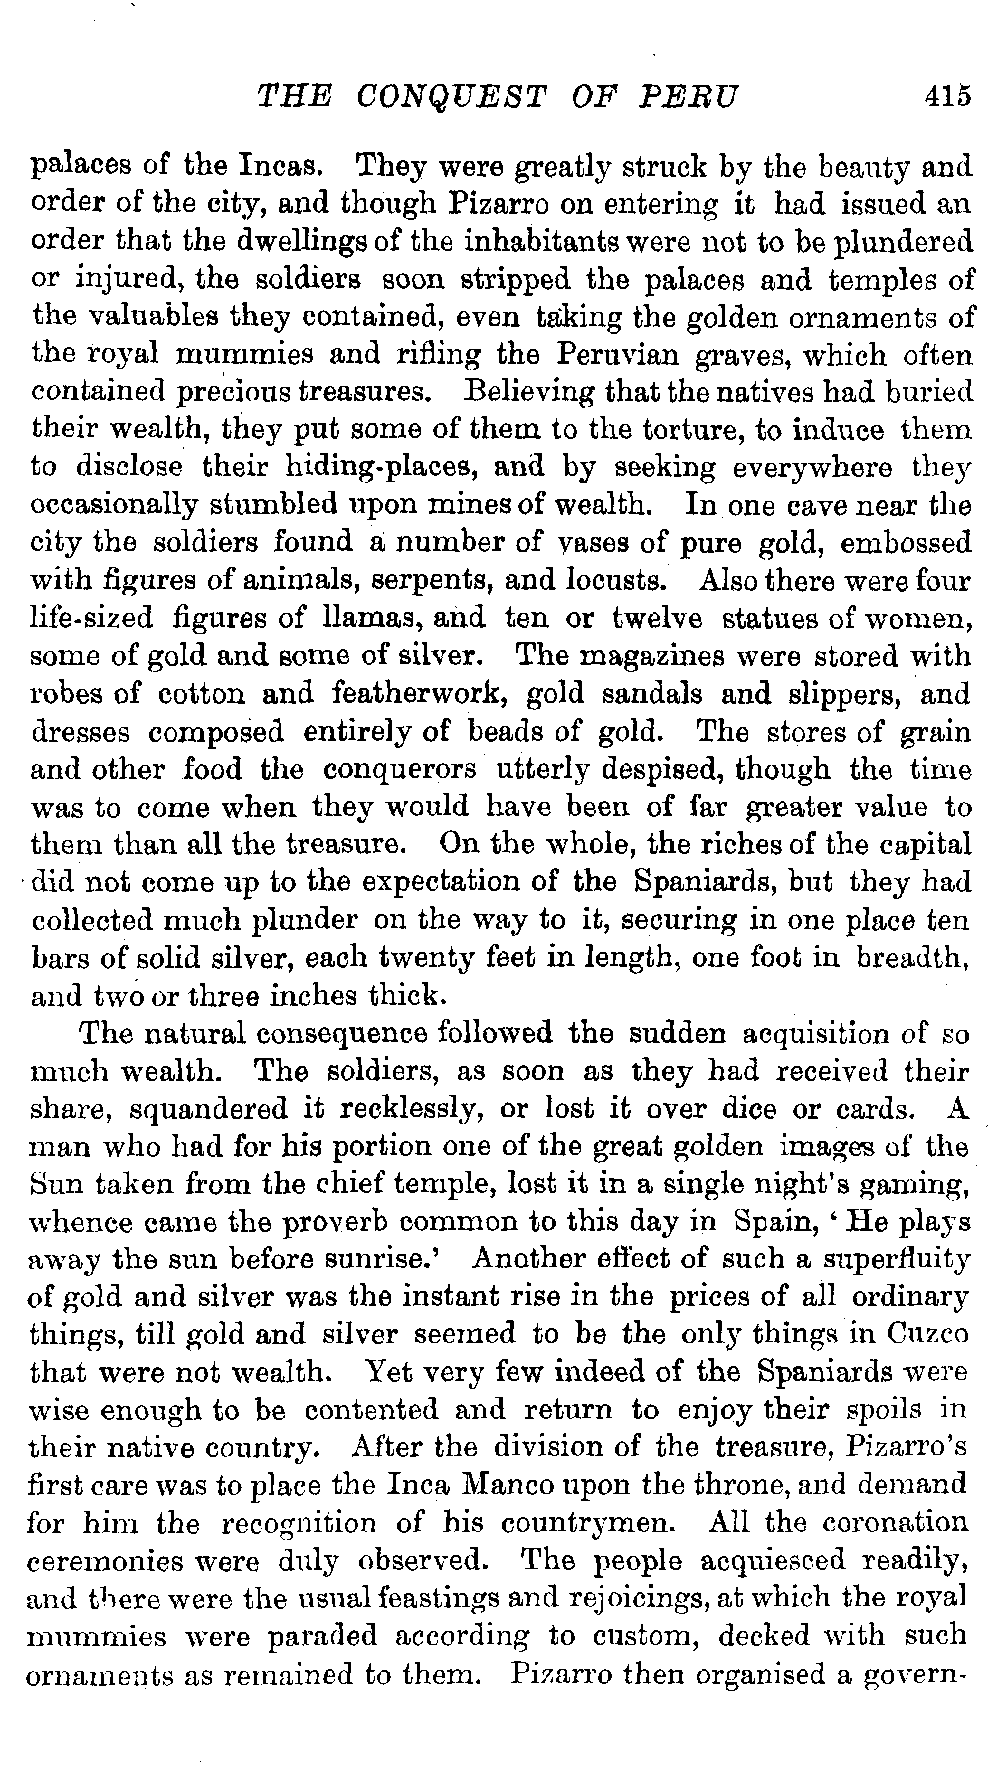 THE CONQUEST OF PERU 415
palaces of the Incas. They were greatly struck by the beauty and
order of the city, and though Pizarro on entering it had issued an
order that the dwellings of the inhabitants were not to be plundered
or injured, the soldiers soon stripped the palaces and temples of
the valuables they contained, even taking the golden ornaments of
the royal mummies and rifling the Peruvian graves, which often
contained precious treasures. Believing that the natives had buried
their wealth, they put some of them to the torture, to induce them
to disclose their hiding-places, and by seeking everywhere they
occasionally stumbled upon mines of wealth. In one cave near the
city the soldiers found a number of vases of pure gold, embossed
with figures of animals, serpents, and locusts. Also there were four
life-sized figures of llamas, and ten or twelve statues of women,
some of gold and some of silver. The magazines were stored with
robes of cotton and featherwork, gold sandals and slippers, and
dresses composed entirely of beads of gold. The stores of grain
and other food the conquerors utterly despised, though the time
was to come when they would have been of far greater value to
them than all the treasure. On the whole, the riches of the capital
did not come up to the expectation of the Spaniards, but they had
collected much plunder on the way to it, securing in one place ten
bars of solid silver, each twenty feet in length, one foot in breadth,
and two or three inches thick.
The natural consequence followed the sudden acquisition of so
much wealth. The soldiers, as soon as they had received their
share, squandered it recklessly, or lost it over dice or cards. A
man who had for his portion one of the great golden images of the
Sun taken from the chief temple, lost it in a single night's gaming,
whence came the proverb common to this day in Spain, ‘He plays
away the sun before sunrise.’ Another effect of such a superfluity
of gold and silver was the instant rise in the prices of all ordinary
things, till gold and silver seemed to be the only things in Cuzco
that were not wealth. Yet very few indeed of the Spaniards were
wise enough to be contented and return to enjoy their spoils in
their native country. After the division of the treasure, Pizarro's
first care was to place the Inca Manco upon the throne, and demand
for him the recognition of his countrymen. All the coronation
ceremonies were duly observed. The people acquiesced readily,
and there were the usual feastings and rejoicings, at which the royal
mummies were paraded according to custom, decked with such
ornaments as remained to them. Pizarro then organised a govern-